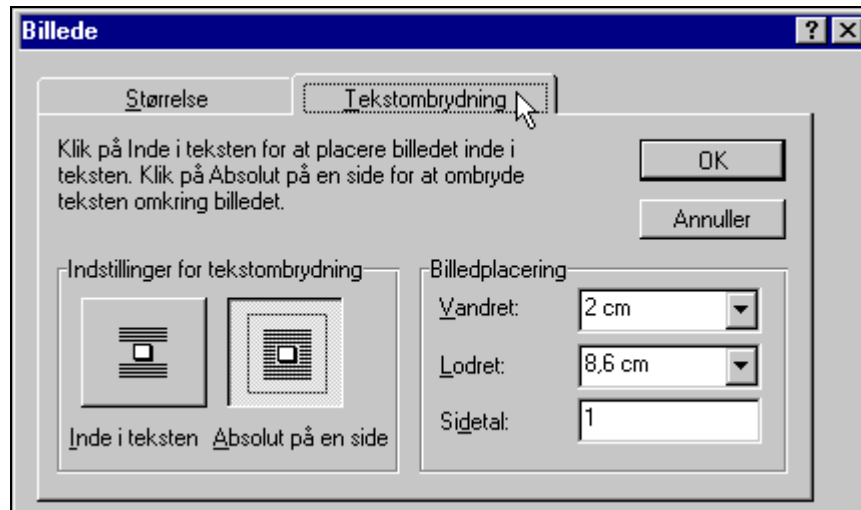 Billede
Størrelse
Tekstombrydning
Klik på Inde i teksten for at placere billedet inde i
teksten. Klik på Absolut på en side for at ombryde
teksten omkring billedet.
OK
Annuller
Indstillinger for tekstombrydning
Inde i teksten
Absolut på en side
Billedplacering
Vandret:
2 cm
Lodret:
8,6 cm
Sidetal:
1